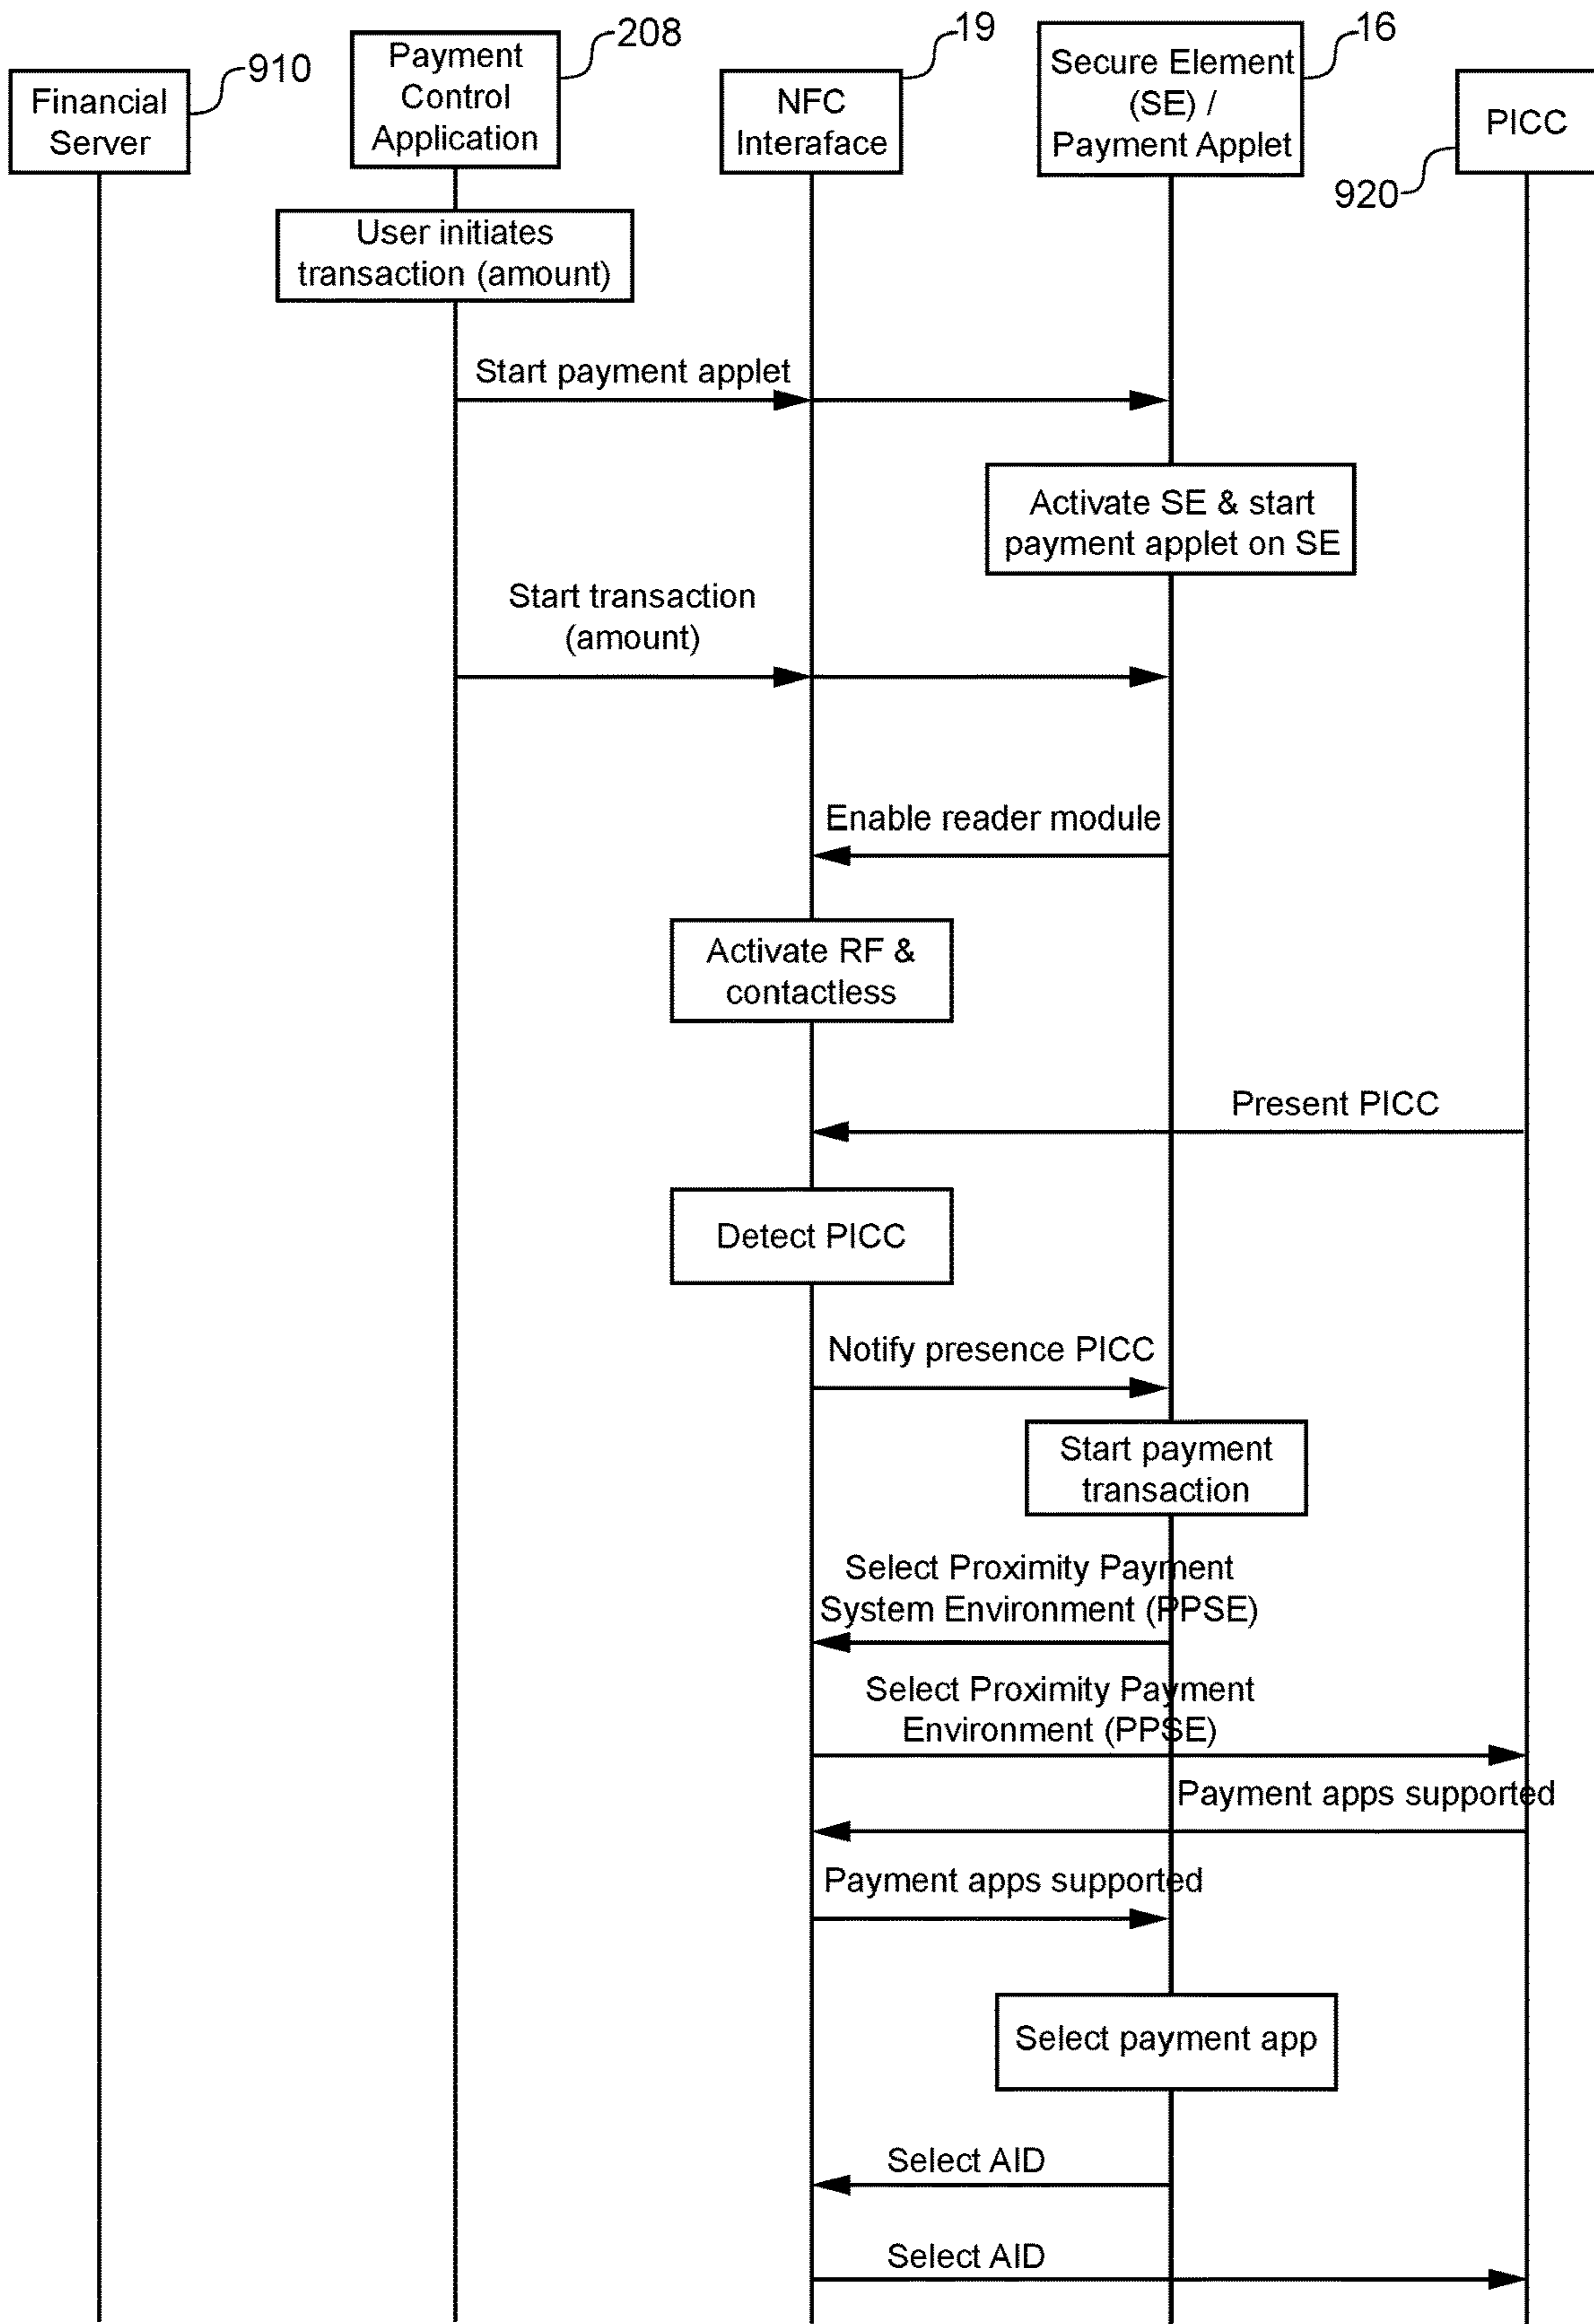 Financial
Server
910
Payment
Control
Application
208
NFC
Interaface
19
Secure Element
(SE) /
Payment Applet
16
PICC
920
User initiates
transaction (amount)
Start payment applet
Activate SE & start
payment applet on SE
Start transaction
(amount)
Enable reader module
Activate RF &
contactless
Present PICC
Detect PICC
Notify presence PICC
Start payment
transaction
Select Proximity Payment
System Environment (PPSE)
Select Proximity Payment
Environment (PPSE)
Payment apps supported
Payment apps supported
Select payment app
Select AID
Select AID